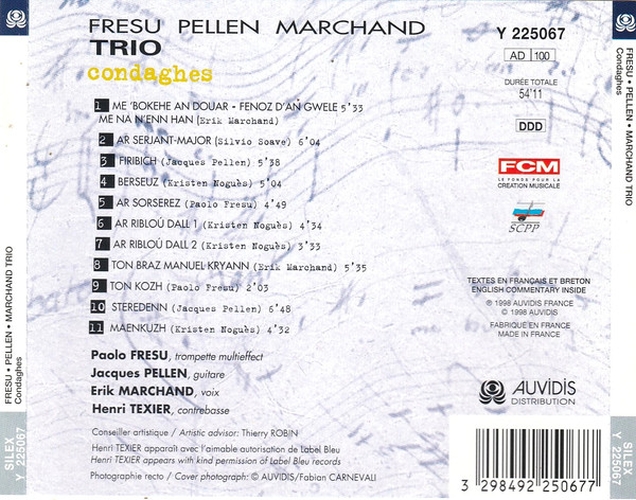 FRESU PELLEN MARCHAND
TRIO
condaghes
1 ME 'BOKEHE AN DOUAR - FENOZ D'AÑ GWELE 5'33
ME NA N'ENN HAN (Erik Marchand)
2 AR SERJANT-MAJOR (Silvio Soave) 6'04
3 FIRIBICH (Jacques Pellen) 5'38
4 BERSEUZ (Kristen Noguès) 5'04
5 AR SORSEREZ (Paolo Fresu) 4'49
6 AR RIBLOÚ DALL 1 (Kristen Noguès) 4'34
7 AR RIBLOÚ DALL 2 (Kristen Noguès) 3'33
8 TON BRAZ MANUEL KRYANN (Erik Marchand) 5'35
9 TON KOZH (Paolo Fresu) 2'03
10 STEREDENN (Jacques Pellen) 5'48
11 MAENKUZH (Kristen Noguès) 4'32
Paolo FRESU, trompette multieffect
Jacques PELLEN, guitare
Erik MARCHAND, voix
Henri TEXIER, contrebasse
Conseiller artistique / Artistic advisor: Thierry ROBIN
Henri TEXIER apparaît avec l'aimable autorisation de Label Bleu
Henri TEXIER appears with kind permission of Label Bleu records
Photographie recto / Cover photograph: © AUVIDIS/Fabian CARNEVALI
Y 225067
AD 100
DURÉE TOTALE
54'11
DDD
FCM
LE FONDS POUR LA
CRÉATION MUSICALE
SCPP
TEXTES EN FRANÇAIS ET BRETON
ENGLISH COMMENTARY INSIDE
℗ 1998 AUVIDIS FRANCE
© 1998 AUVIDIS
FABRIQUÉ EN FRANCE
MADE IN FRANCE
AUVIDIS
DISTRIBUTION
3 298492 250677
FRESU • PELLEN • MARCHAND TRIO
Condaghes
SILEX
Y 225067
FRESU • PELLEN • MARCHAND TRIO
Condaghes
SILEX
Y 225067